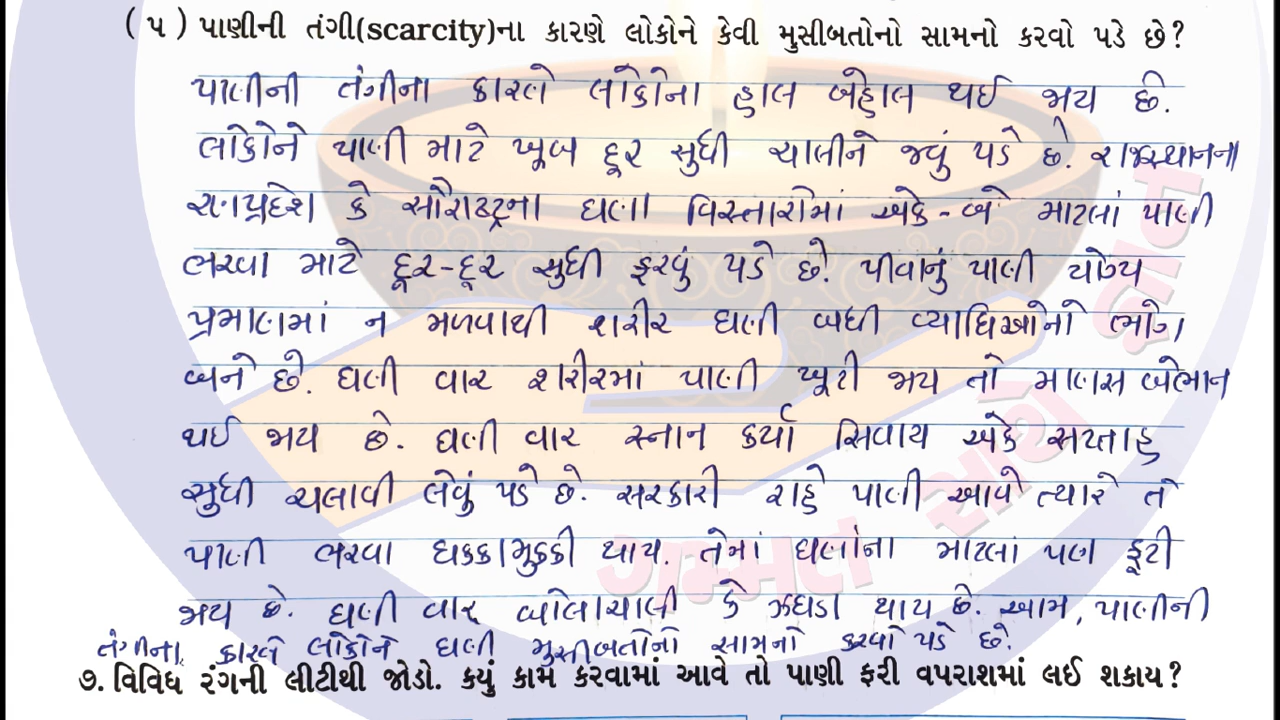 (૫) પાણીની તંગી(scarcity)ના કારણે લોકોને કેવી મુસીબતોનો સામનો કરવો પડે છે?
પાણીની તંગીના કારણે લોકોના હાલ બેહાલ થઈ જાય છે.
લોકોને પાણી માટે ખૂબ દૂર સુધી ચાલીને જવું પડે છે. રાજસ્થાનના
રણપ્રદેશ કે સૌરાષ્ટ્રના ઘણા વિસ્તારોમાં એક-બે માટલાં પાણી
ભરવા માટે દૂર-દૂર સુધી ફરવું પડે છે. પીવાનું પાણી યોગ્ય
પ્રમાણમાં ન મળવાથી શરીર ઘણી બધી વ્યાધિઓનો ભોગ
બને છે. ઘણી વાર શરીરમાં પાણી ખૂટી જાય તો માણસ બેભાન
થઈ જાય છે. ઘણી વાર સ્નાન કર્યા સિવાય એક સપ્તાહ
સુધી ચલાવી લેવું પડે છે. સરકારી રાહે પાણી આવે ત્યારે તે
પાણી ભરવા ધક્કામુક્કી થાય. તેમાં ઘણાંના માટલાં પણ ફૂટી
જાય છે. ઘણી વાર બોલાચાલી કે ઝઘડા થાય છે. આમ, પાણીની
તંગીના કારણે લોકોને ઘણી મુસીબતોનો સામનો કરવો પડે છે.
૭. વિવિધ રંગની લીટીથી જોડો. કયું કામ કરવામાં આવે તો પાણી ફરી વપરાશમાં લઈ શકાય?